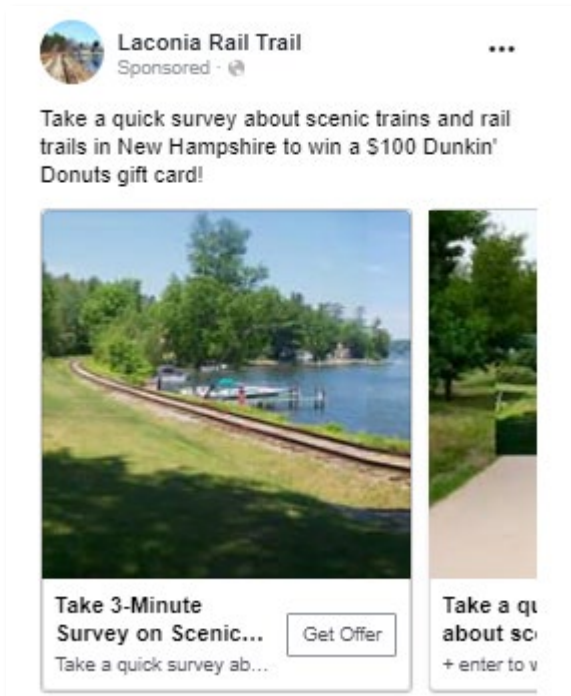 Laconia Rail Trail
Sponsored ·
Take a quick survey about scenic trains and rail
trails in New Hampshire to win a $100 Dunkin'
Donuts gift card!
Take 3-Minute
Survey on Scenic...
Get Offer
Take a quick survey ab...
Take a qu
about sc
+ enter to v